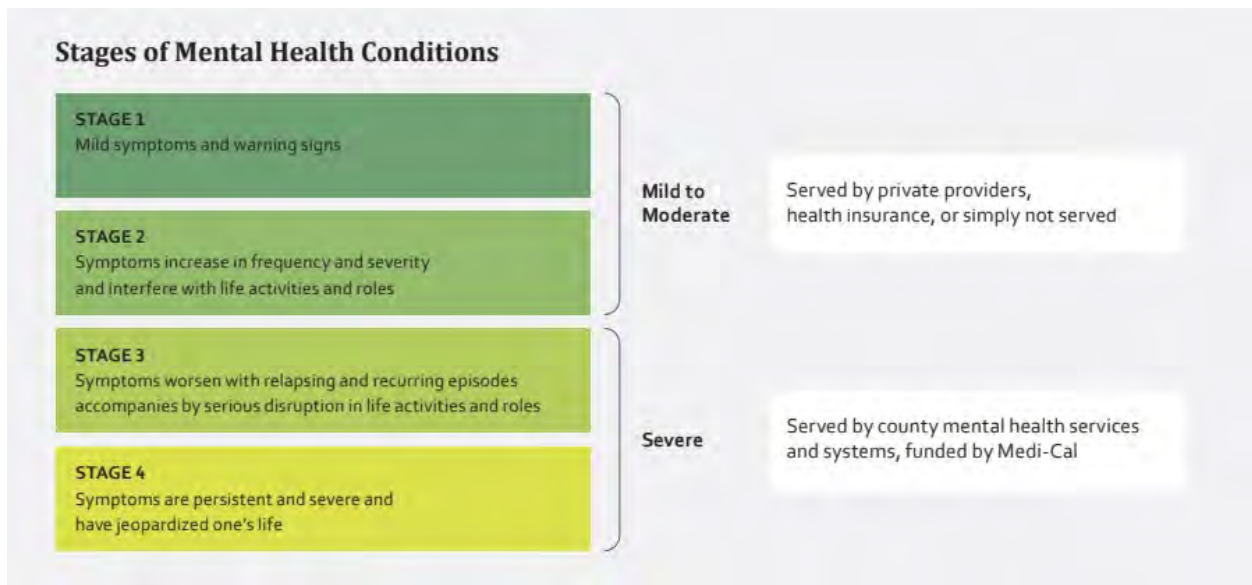 Stages of Mental Health Conditions
STAGE 1
Mild symptoms and warning signs
STAGE 2
Symptoms increase in frequency and severity
and interfere with life activities and roles
Mild to
Moderate
Served by private providers,
health insurance, or simply not served
STAGE 3
Symptoms worsen with relapsing and recurring episodes
accompanies by serious disruption in life activities and roles
STAGE 4
Symptoms are persistent and severe and
have jeopardized one's life
Severe
Served by county mental health services
and systems, funded by Medi-Cal